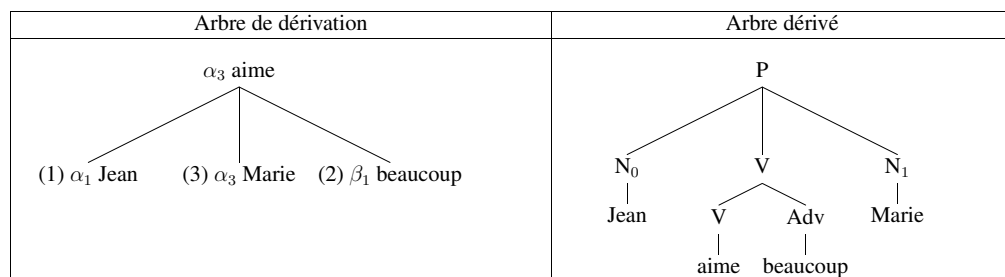 Arbre de dérivation
Arbre dérivé
α₃ aime
(1) α₁ Jean (3) α₃ Marie (2) β₁ beaucoup
P
N₀ V N₁
Jean V Adv Marie
aime beaucoup